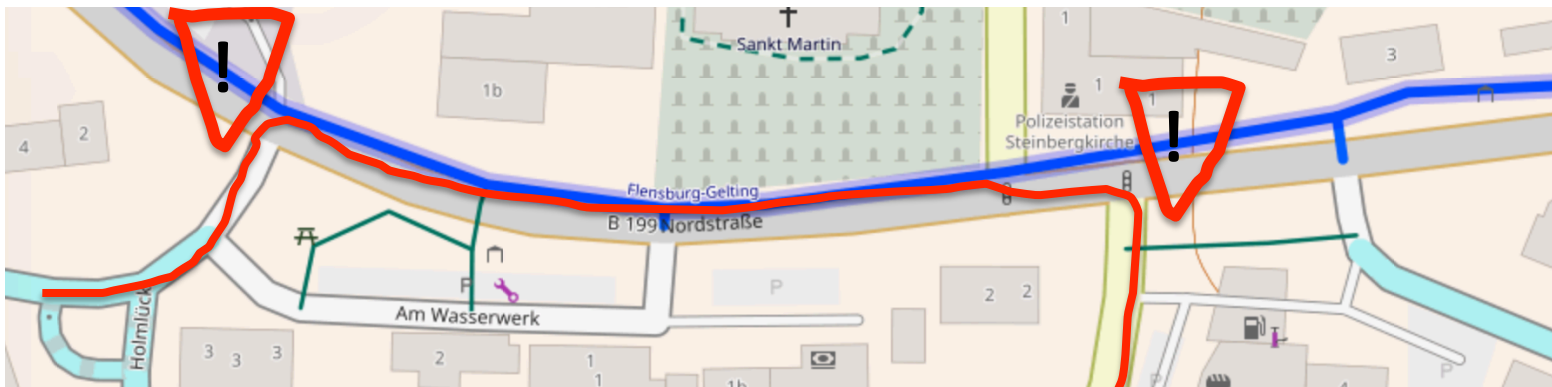 !
Sankt Martin
1
3
1b
1
1
!
2
4
Polizeistation
Steinbergkirche
Flensburg-Gelting
B 199 Nordstraße
P
P
2
2
Am Wasserwerk
Holmlück
3
3
3
2
1
1
1b
P
P
4